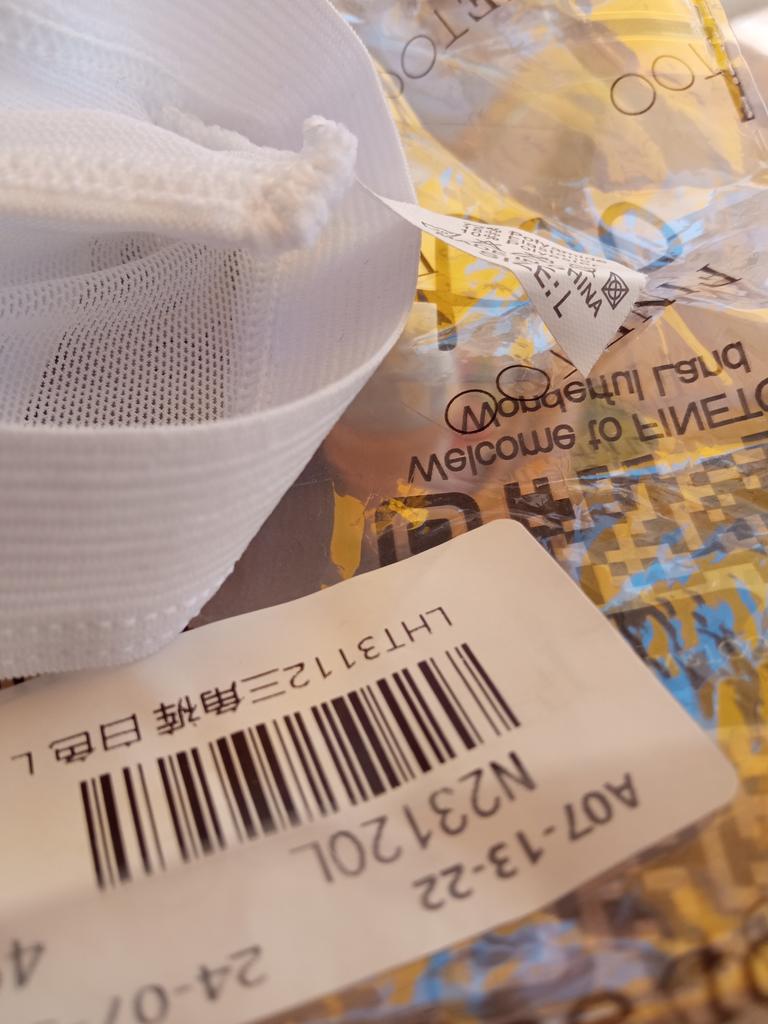 LHT3112三角裤 白色 L
N23120L
A07-13-22
24-07-
Welcome to FINETO
Wonderful Land
CHINA
L